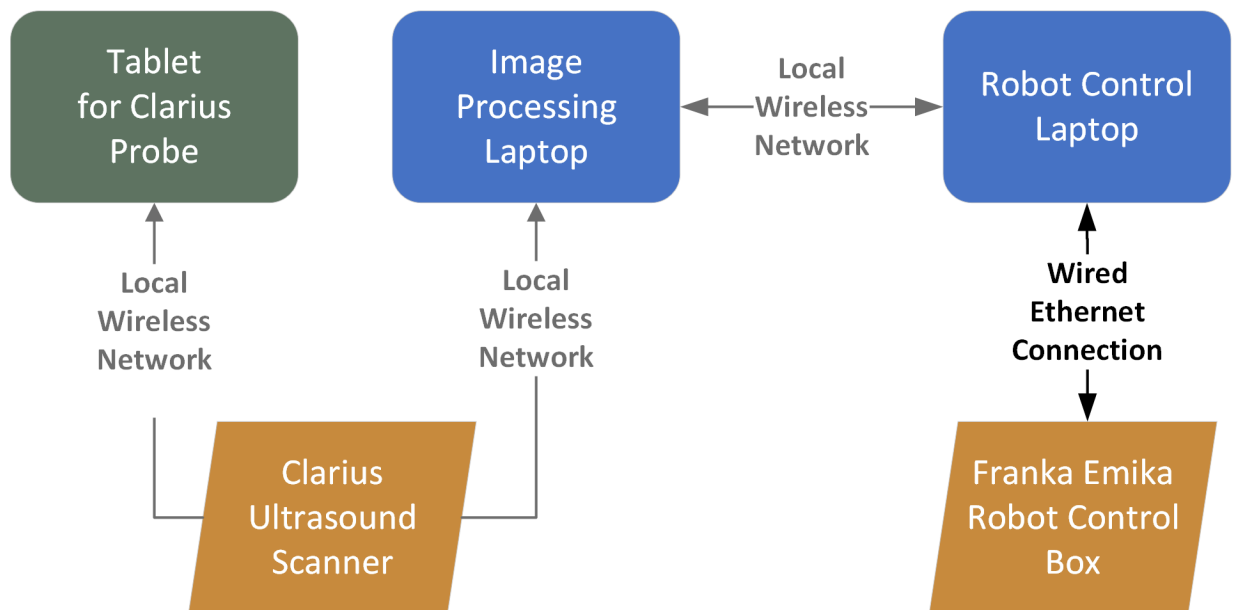 Tablet
for Clarius
Probe
Image
Processing
Laptop
Local
Wireless
Network
Robot Control
Laptop
Local
Wireless
Network
Local
Wireless
Network
Wired
Ethernet
Connection
Clarius
Ultrasound
Scanner
Franka Emika
Robot Control
Box